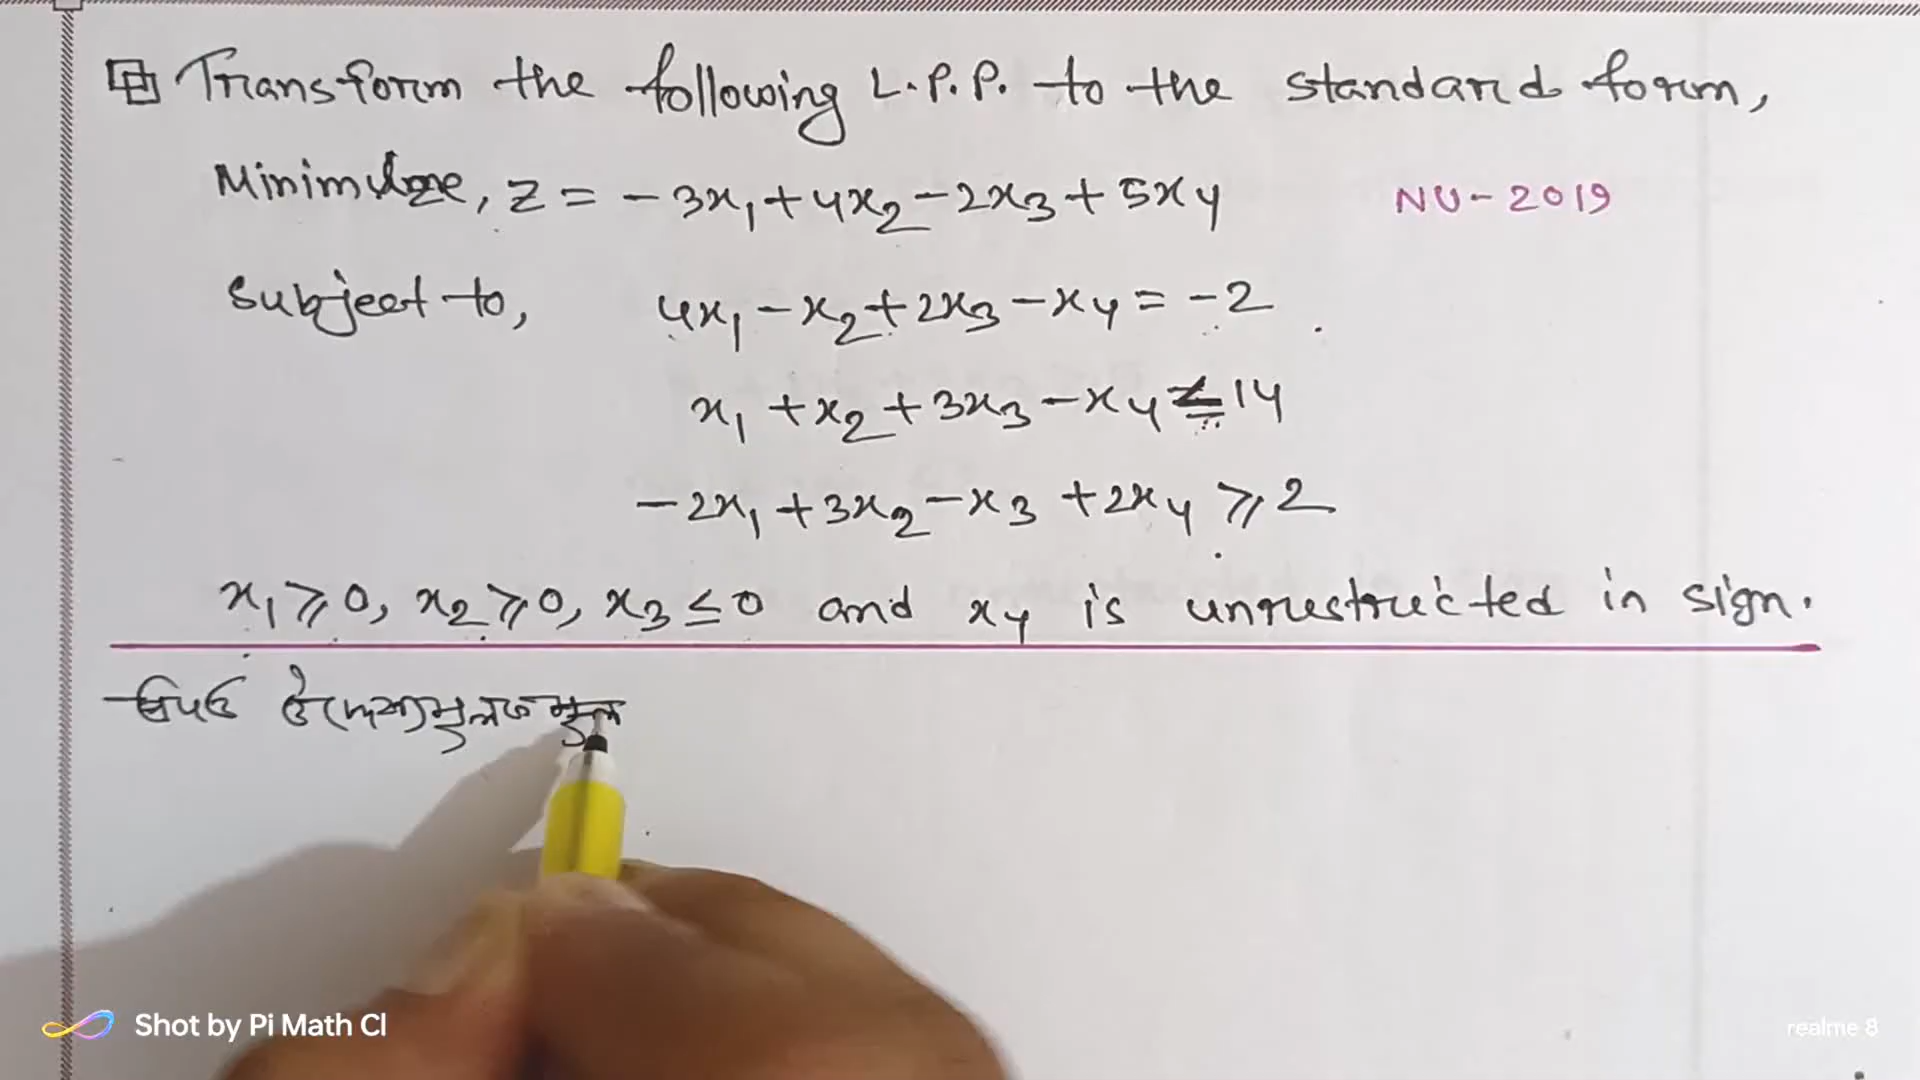 Transform the following L.P.P. to the standard form,
Minimize, z = -3x₁ + 4x₂ - 2x₃ + 5x₄ NU-2019
Subject to, 4x₁ - x₂ + 2x₃ - x₄ = -2
x₁ + x₂ + 3x₃ - x₄ ≤ 14
-2x₁ + 3x₂ - x₃ + 2x₄ ≥ 2
x₁ ≥ 0, x₂ ≥ 0, x₃ ≤ 0 and x₄ is unrestricted in sign.
Shot by Pi Math Cl
realme 8